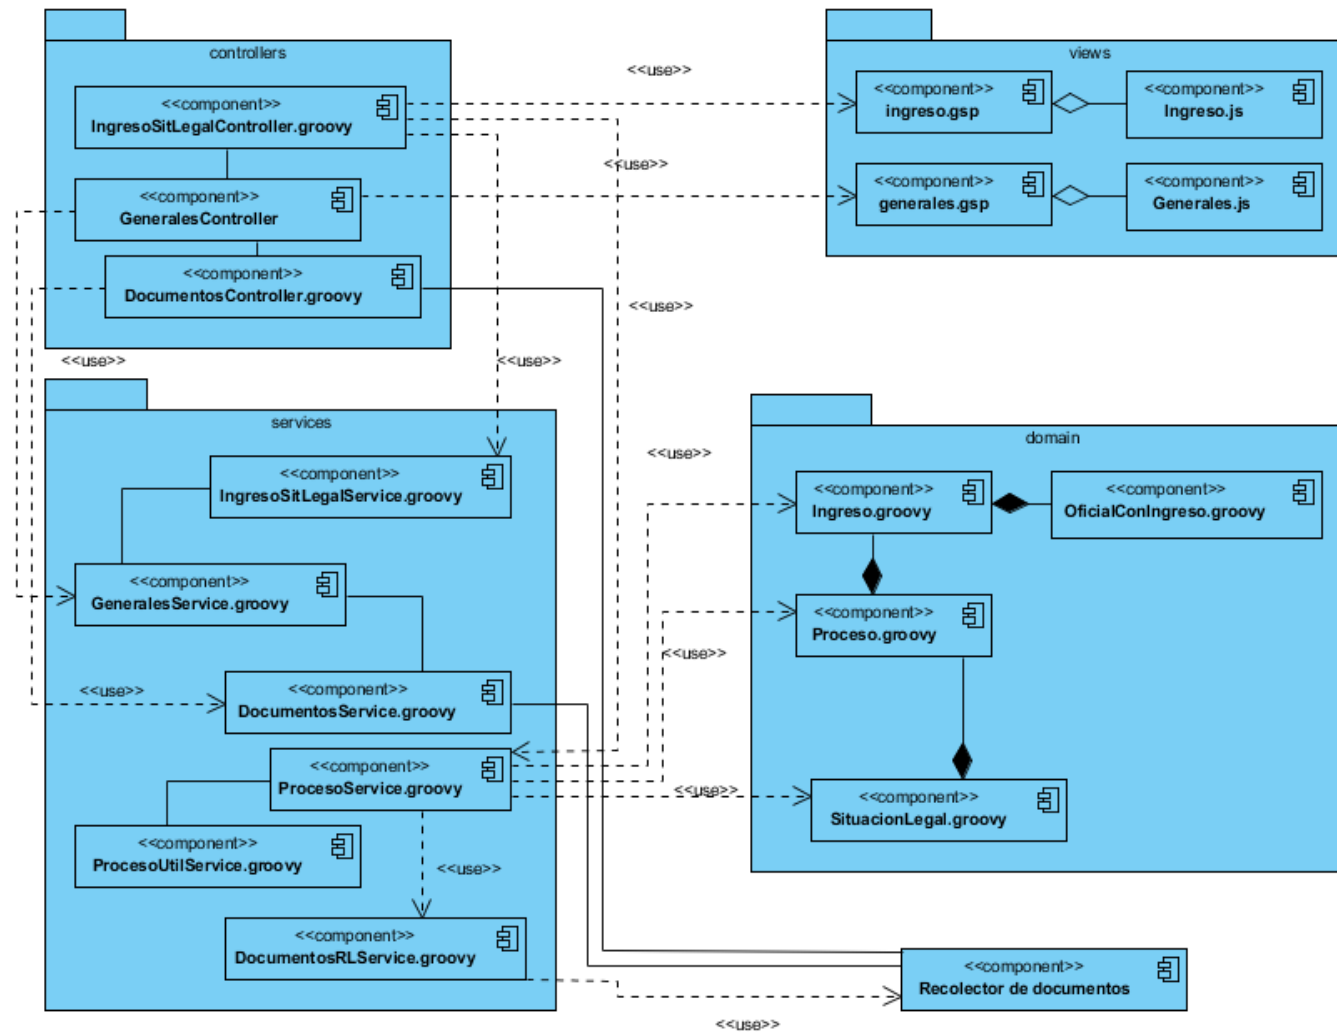 controllers
<<component>>
IngresoSitLegalController.groovy
<<component>>
GeneralesController
<<component>>
DocumentosController.groovy
<<use>>
<<use>>
views
<<component>>
ingreso.gsp
<<component>>
Ingreso.js
<<component>>
generales.gsp
<<component>>
Generales.js
<<use>>
<<use>>
<<use>>
services
<<component>>
IngresoSitLegalService.groovy
<<component>>
GeneralesService.groovy
<<use>>
<<component>>
DocumentosService.groovy
<<component>>
ProcesoService.groovy
<<component>>
ProcesoUtilService.groovy
<<use>>
<<component>>
DocumentosRLService.groovy
<<use>>
<<use>>
<<use>>
domain
<<component>>
Ingreso.groovy
<<component>>
OficialConIngreso.groovy
<<component>>
Proceso.groovy
<<component>>
SituacionLegal.groovy
<<component>>
Recolector de documentos
<<use>>